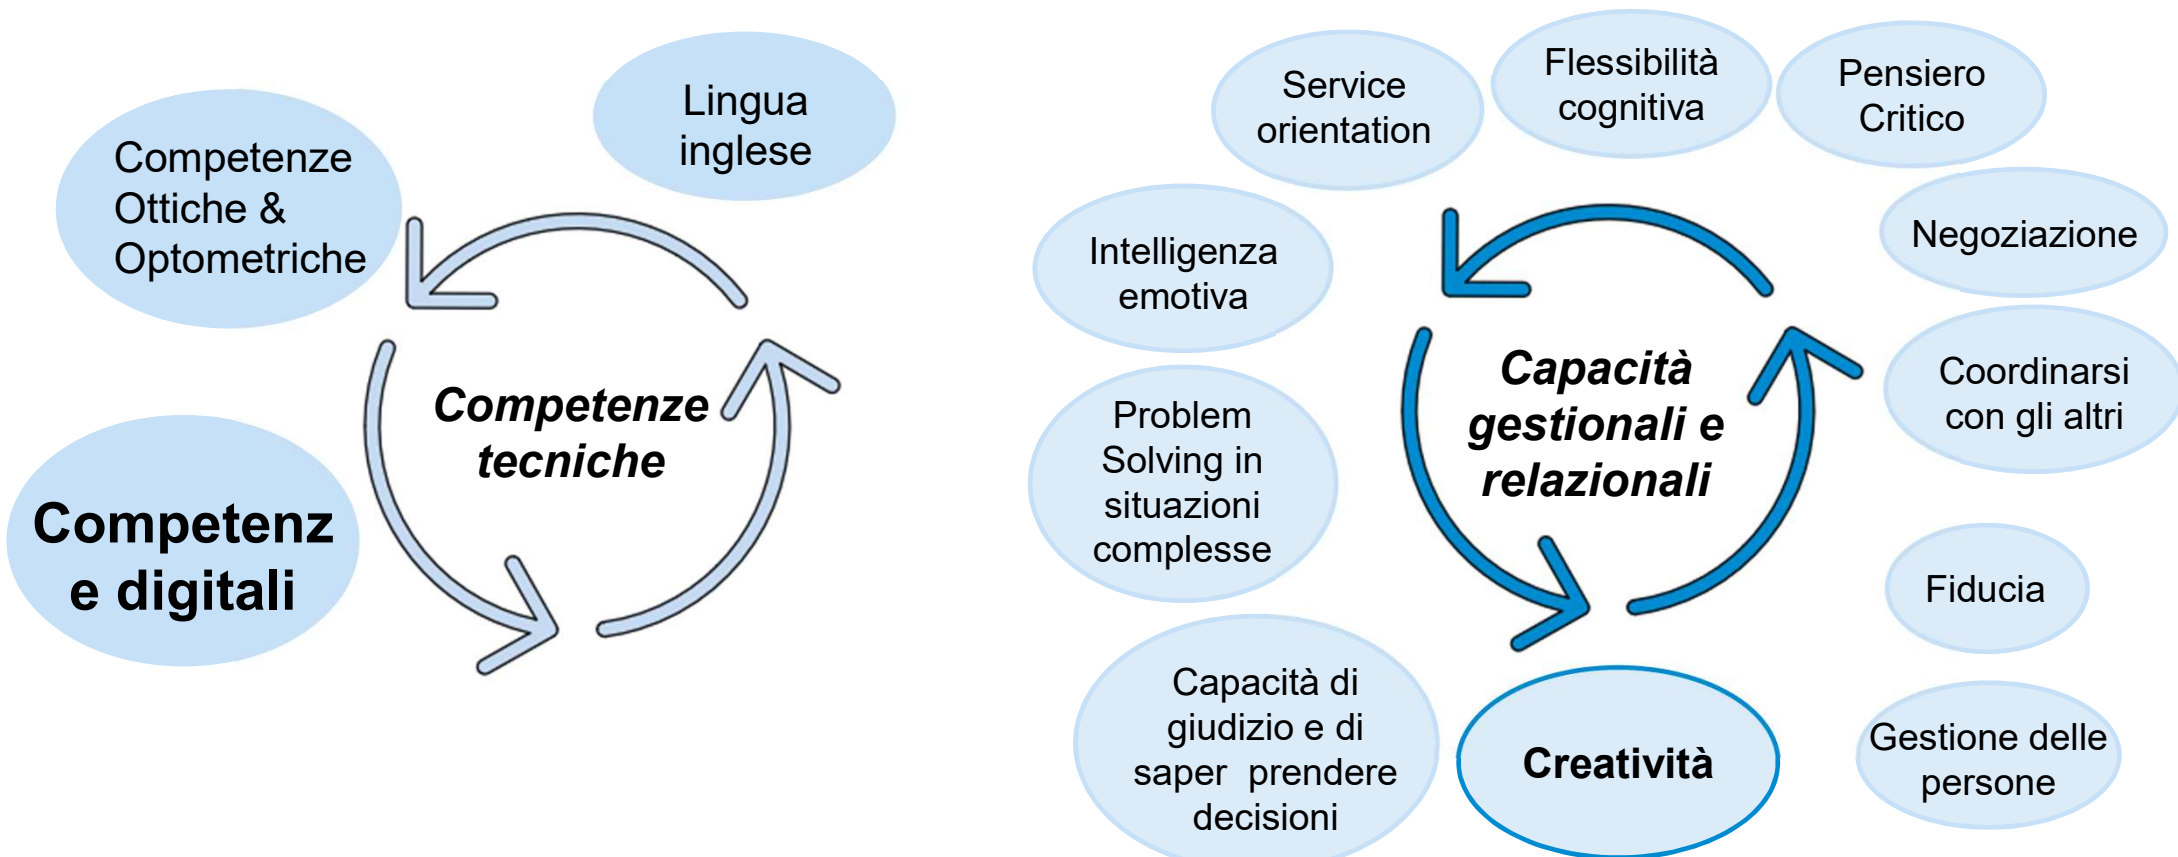 Competenze
Ottiche &
Optometriche
Lingua
inglese
Competenze
tecniche
Competenz
e digitali
Service
orientation
Flessibilità
cognitiva
Pensiero
Critico
Negoziazione
Intelligenza
emotiva
Coordinarsi
con gli altri
Capacità
gestionali e
relazionali
Problem
Solving in
situazioni
complesse
Fiducia
Capacità di
giudizio e di
saper  prendere
decisioni
Creatività
Gestione delle
persone